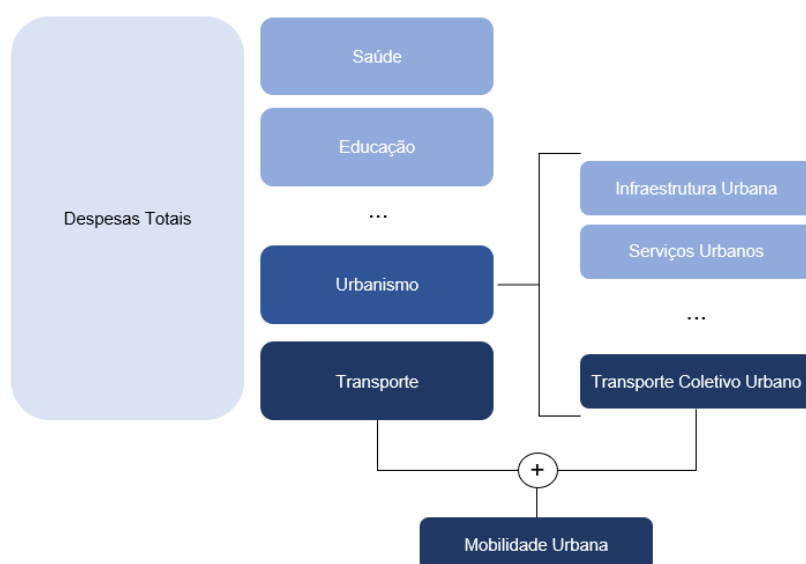 Despesas Totais
Saúde
Educação
...
Urbanismo
Transporte
Infraestrutura Urbana
Serviços Urbanos
...
Transporte Coletivo Urbano
+
Mobilidade Urbana